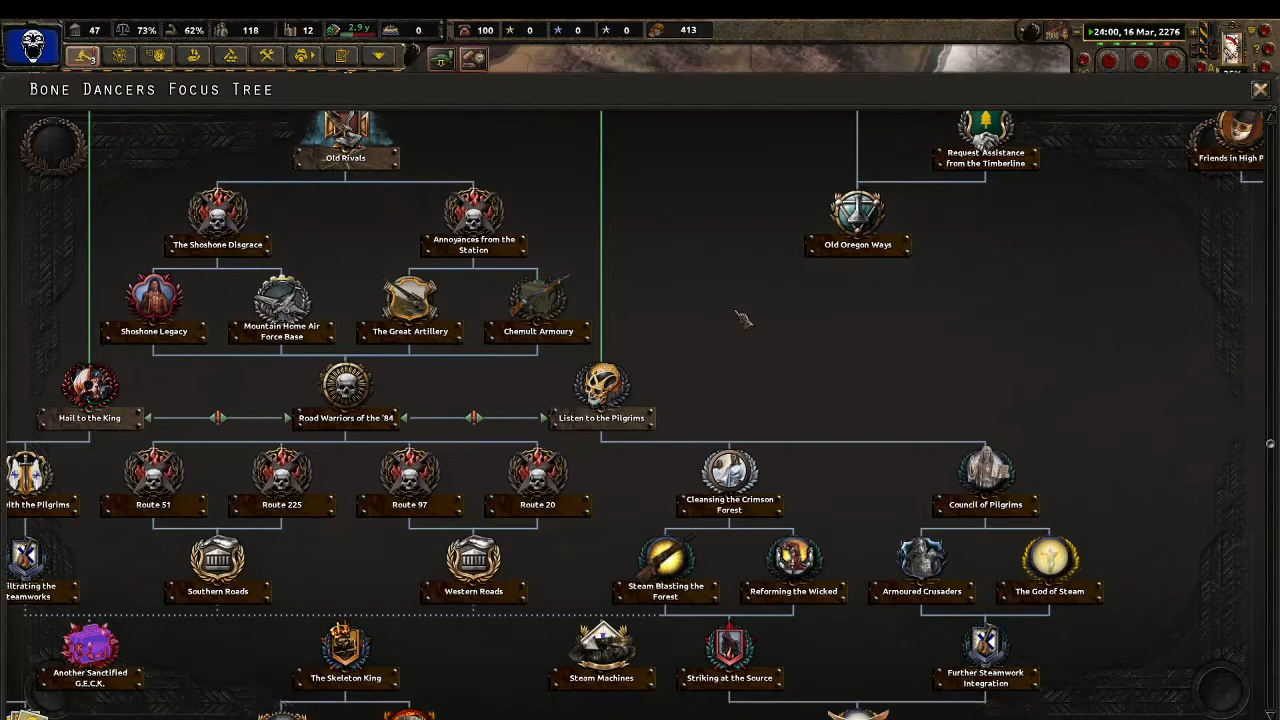 47
73%
62%
118
12
2.9 y
0
100
0
0
0
413
24:00, 16 Mar, 2276
Bone Dancers Focus Tree
Old Rivals
Request Assistance
from the Timberline
Friends in High P
The Shoshone Disgrace
Annoyances from the
Station
Old Oregon Ways
Shoshone Legacy
Mountain Home Air
Force Base
The Great Artillery
Chemult Armoury
Hail to the King
Road Warriors of the '84
Listen to the Pilgrims
with the Pilgrims
Route 51
Route 225
Route 97
Route 20
Cleansing the Crimson
Forest
Council of Pilgrims
iltrating the
teamworks
Southern Roads
Western Roads
Steam Blasting the
Forest
Reforming the Wicked
Armoured Crusaders
The God of Steam
Another Sanctified
G.E.C.K.
The Skeleton King
Steam Machines
Striking at the Source
Further Steamwork
Integration